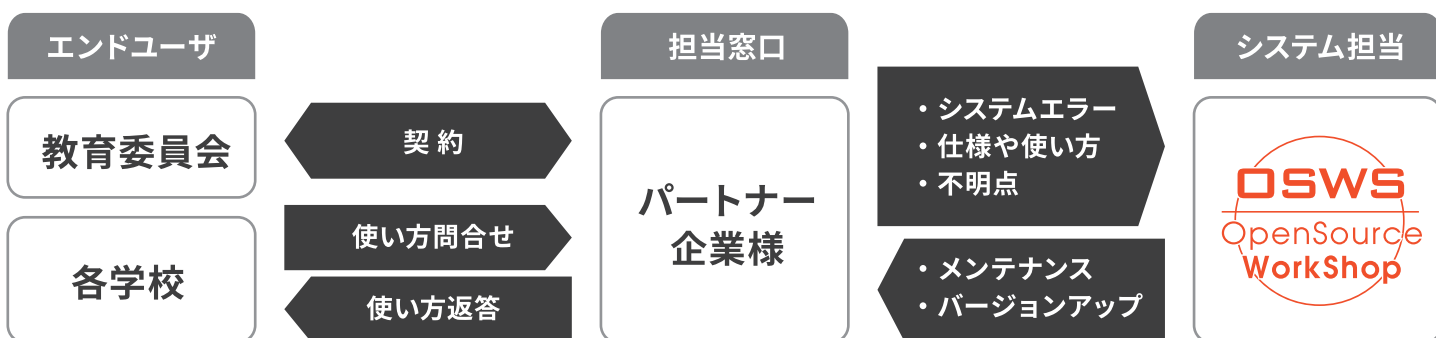 エンドユーザ
教育委員会
各学校
契 約
使い方問合せ
使い方返答
担当窓口
パートナー
企業様
・システムエラー
・仕様や使い方
・不明点
・メンテナンス
・バージョンアップ
システム担当
OSWS
OpenSource
WorkShop